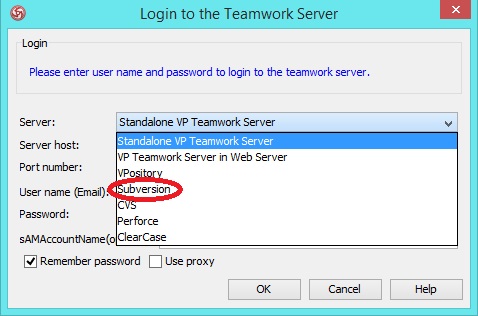 Login to the Teamwork Server
Login
Please enter user name and password to login to the teamwork server.
Server:
Standalone VP Teamwork Server
Standalone VP Teamwork Server
Server host:
VP Teamwork Server in Web Server
Port number:
VPository
User name (Email):
Subversion
CVS
Password:
Perforce
sAMAccountName(o
ClearCase
Remember password
Use proxy
OK
Cancel
Help